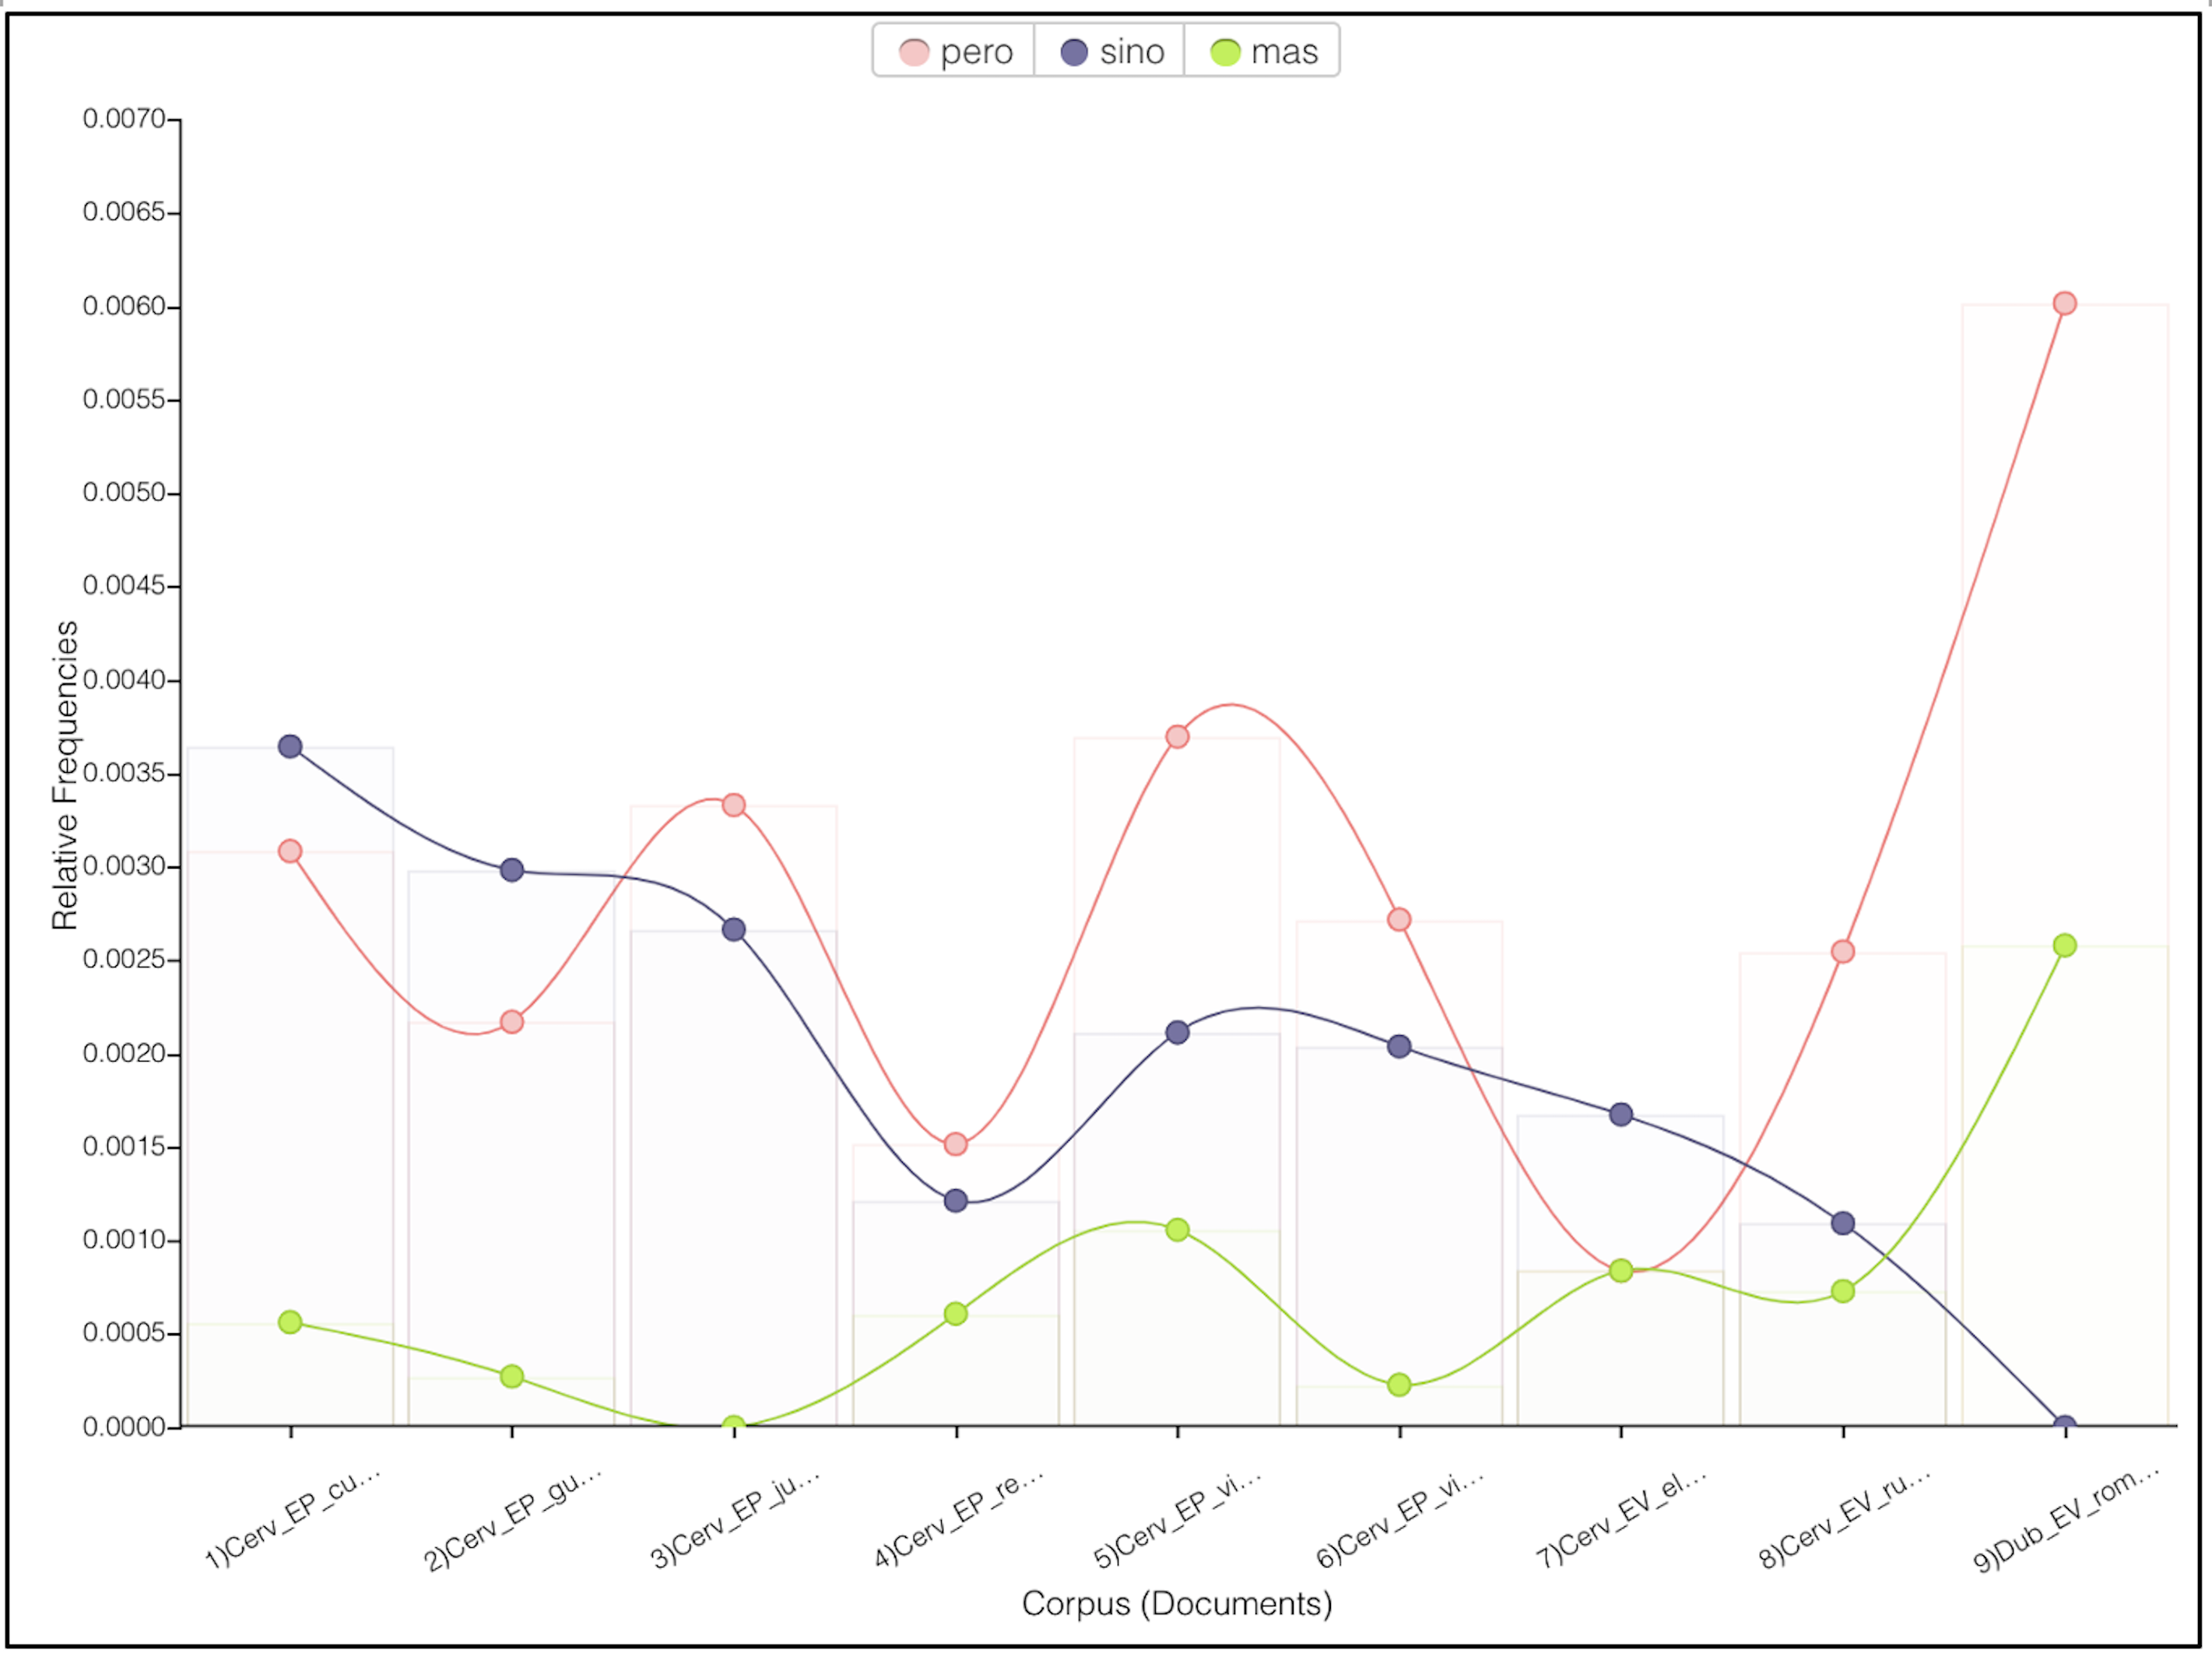 pero sino mas
0.0070
0.0065
0.0060
0.0055
0.0050
0.0045
0.0040
0.0035
0.0030
0.0025
0.0020
0.0015
0.0010
0.0005
0.0000
Relative Frequencies
1)Cerv_EP_cu...
2)Cerv_EP_gu...
3)Cerv_EP_ju...
4)Cerv_EP_re...
5)Cerv_EP_vi...
6)Cerv_EP_vi...
7)Cerv_EV_el...
8)Cerv_EV_ru...
9)Dub_EV_rom...
Corpus (Documents)